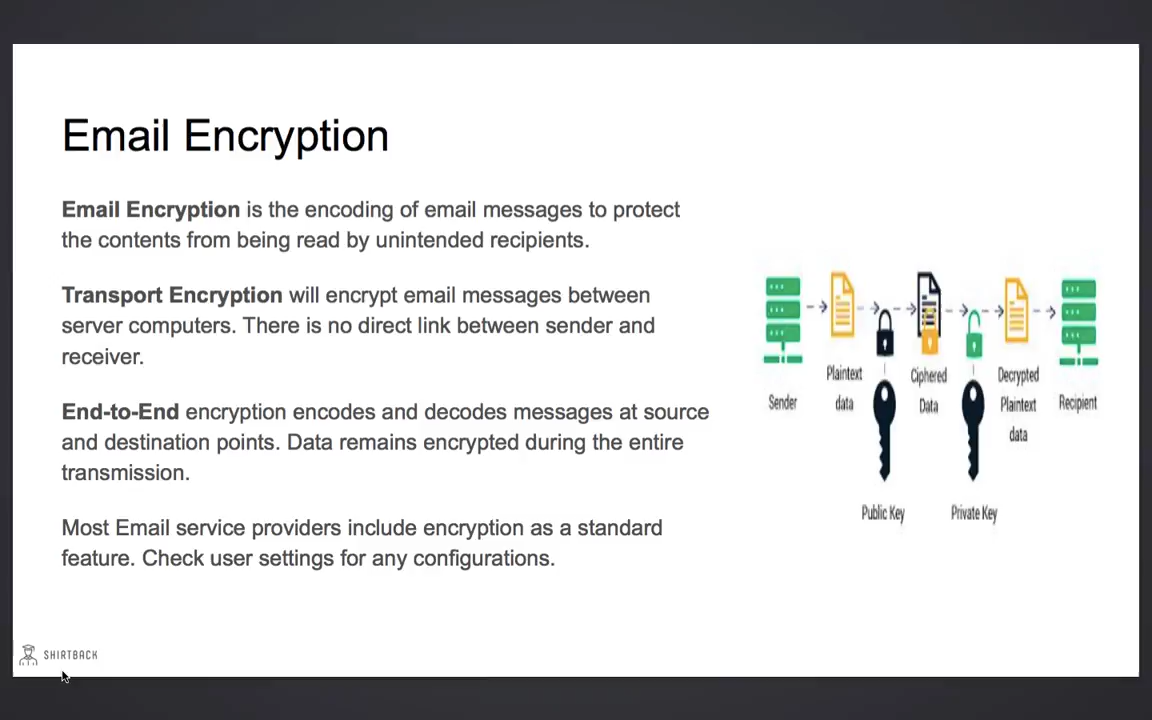 Email Encryption
Email Encryption is the encoding of email messages to protect
the contents from being read by unintended recipients.
Transport Encryption will encrypt email messages between
server computers. There is no direct link between sender and
receiver.
End-to-End encryption encodes and decodes messages at source
and destination points. Data remains encrypted during the entire
transmission.
Most Email service providers include encryption as a standard
feature. Check user settings for any configurations.
Sender
Plaintext
data
Ciphered
Data
Decrypted
Plaintext
data
Recipient
Public Key
Private Key
SHIRTBACK